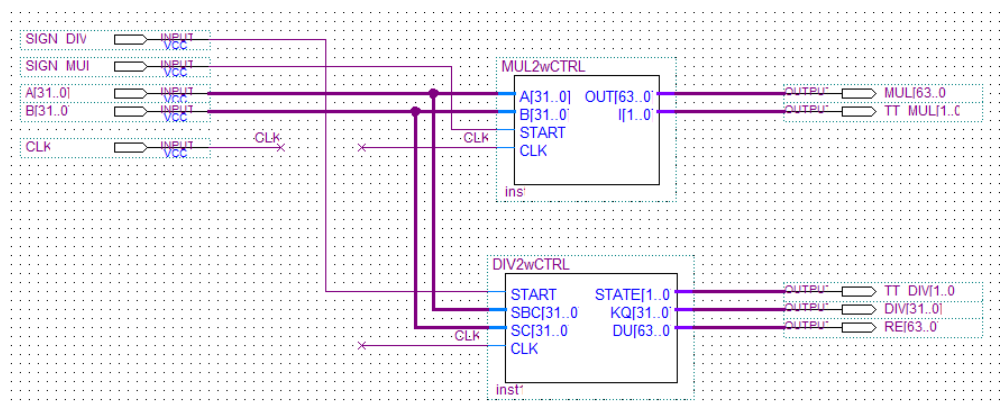 SIGN DIV INPUT VCC
SIGN MUI INPUT VCC
A[31..0] INPUT VCC
B[31..0 INPUT VCC
CLK INPUT VCC CLK
MUL2wCTRL
A[31..0] OUT[63..0
B[31..0 I[1..0
START
CLK CLK
inst
OUTPUT MUL[63..0
OUTPUT TT MUL[1..0
DIV2wCTRL
START STATE[1..0
SBC[31..0 KQ[31..0
SC[31..0 DU[63..0
CLK CLK
inst1
OUTPUT TT DIV[1..0
OUTPUT DIV[31..0]
OUTPUT RE[63..0